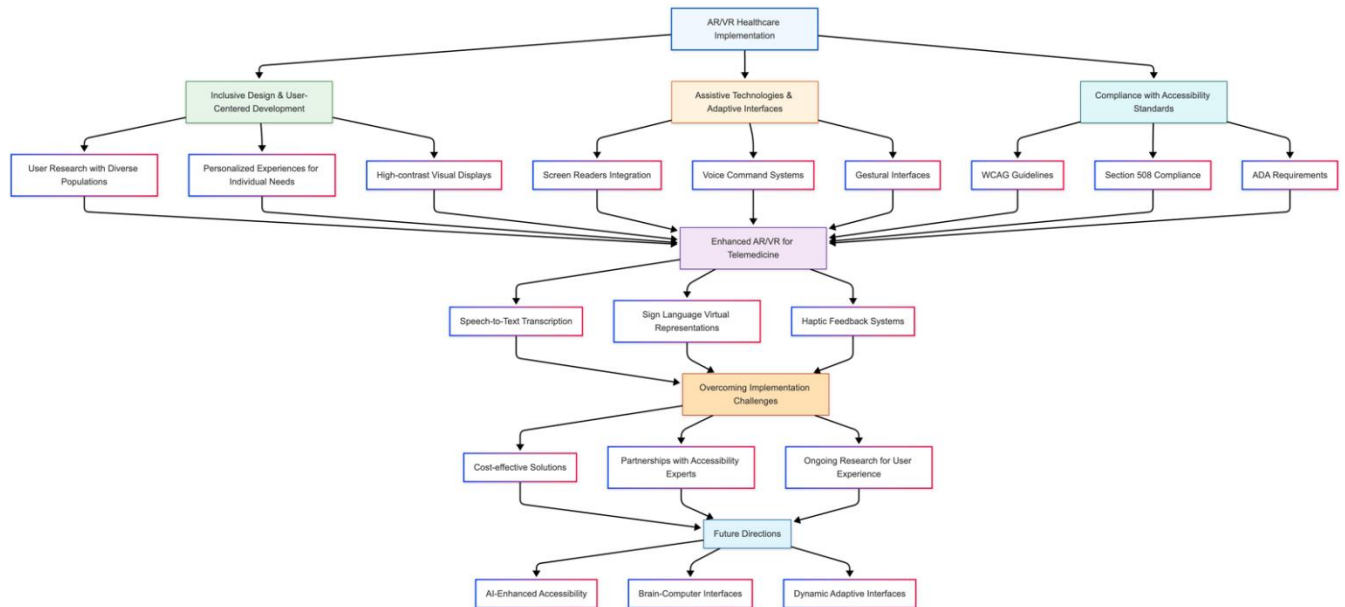 AR/VR Healthcare
Implementation
Inclusive Design & User-
Centered Development
Assistive Technologies &
Adaptive Interfaces
Compliance with Accessibility
Standards
User Research with Diverse
Populations
Personalized Experiences for
Individual Needs
High-contrast Visual Displays
Screen Readers Integration
Voice Command Systems
Gestural Interfaces
WCAG Guidelines
Section 508 Compliance
ADA Requirements
Enhanced AR/VR for
Telemedicine
Speech-to-Text Transcription
Sign Language Virtual
Representations
Haptic Feedback Systems
Overcoming Implementation
Challenges
Cost-effective Solutions
Partnerships with Accessibility
Experts
Ongoing Research for User
Experience
Future Directions
AI-Enhanced Accessibility
Brain-Computer Interfaces
Dynamic Adaptive Interfaces